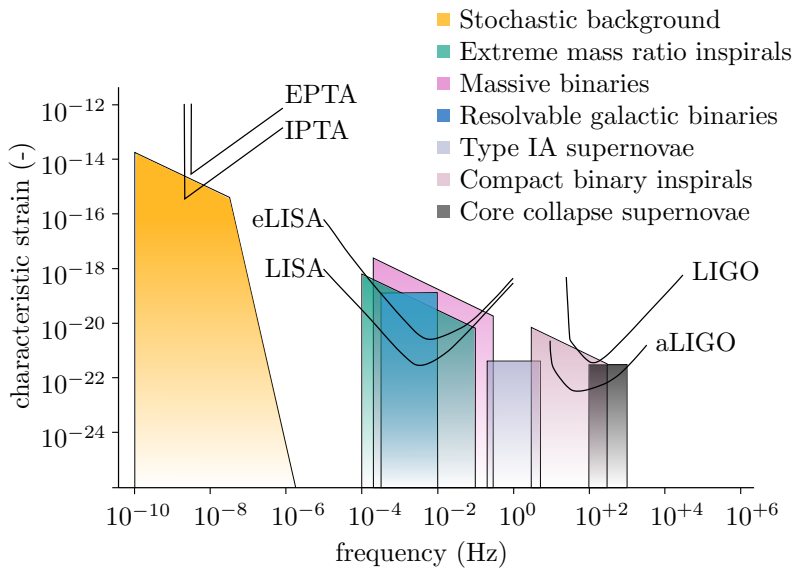 Stochastic background
Extreme mass ratio inspirals
Massive binaries
Resolvable galactic binaries
Type IA supernovae
Compact binary inspirals
Core collapse supernovae
EPTA
IPTA
eLISA
LISA
LIGO
aLIGO
characteristic strain (-)
10⁻¹²
10⁻¹⁴
10⁻¹⁶
10⁻¹⁸
10⁻²⁰
10⁻²²
10⁻²⁴
10⁻¹⁰ 10⁻⁸ 10⁻⁶ 10⁻⁴ 10⁻² 10⁰ 10⁺² 10⁺⁴ 10⁺⁶
frequency (Hz)